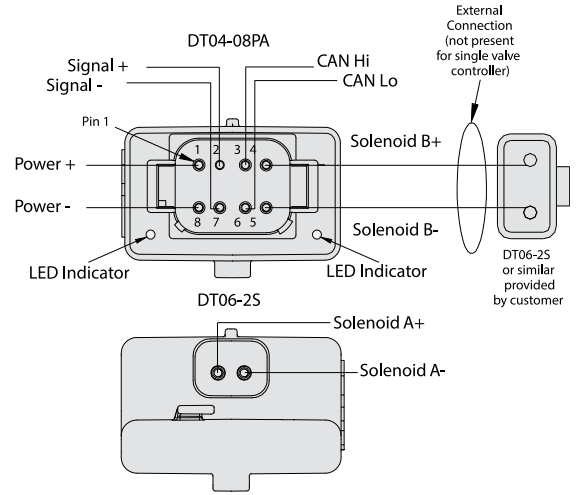 External
Connection
(not present
for single valve
controller)
DT04-08PA
Signal +
Signal -
CAN Hi
CAN Lo
Pin 1
1 2 3 4
Solenoid B+
Power +
Power -
8 7 6 5
Solenoid B-
LED Indicator
LED Indicator
DT06-2S
or similar
provided
by customer
DT06-2S
Solenoid A+
Solenoid A-